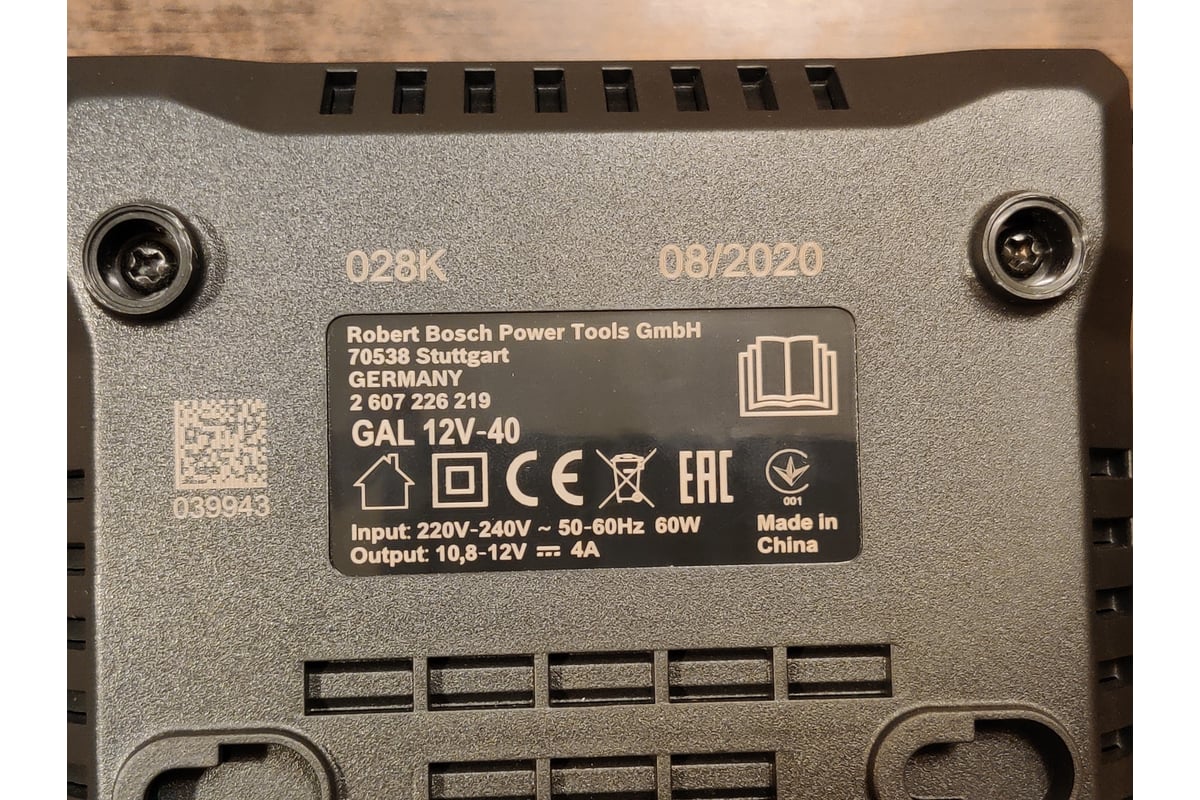 028K 08/2020
Robert Bosch Power Tools GmbH
70538 Stuttgart
GERMANY
2 607 226 219
GAL 12V-40
CE EAC
001
039943
Input: 220V-240V ~ 50-60Hz 60W
Output: 10,8-12V ⎓ 4A
Made in
China